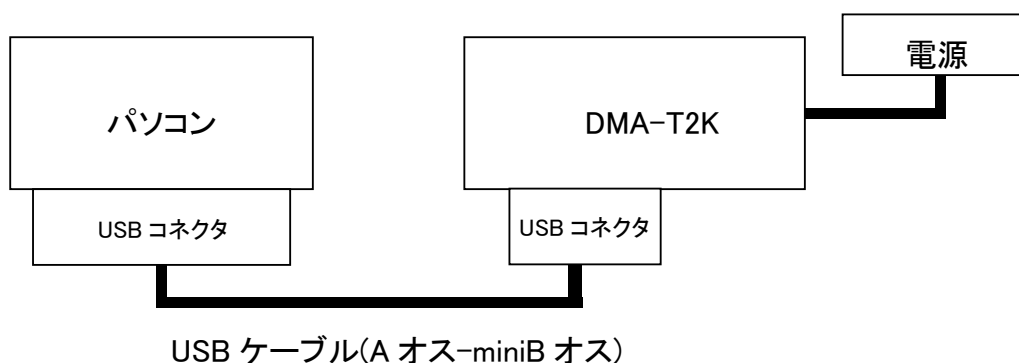 電源
パソコン
DMA-T2K
USB コネクタ
USB コネクタ
USB ケーブル(A オス-miniB オス)